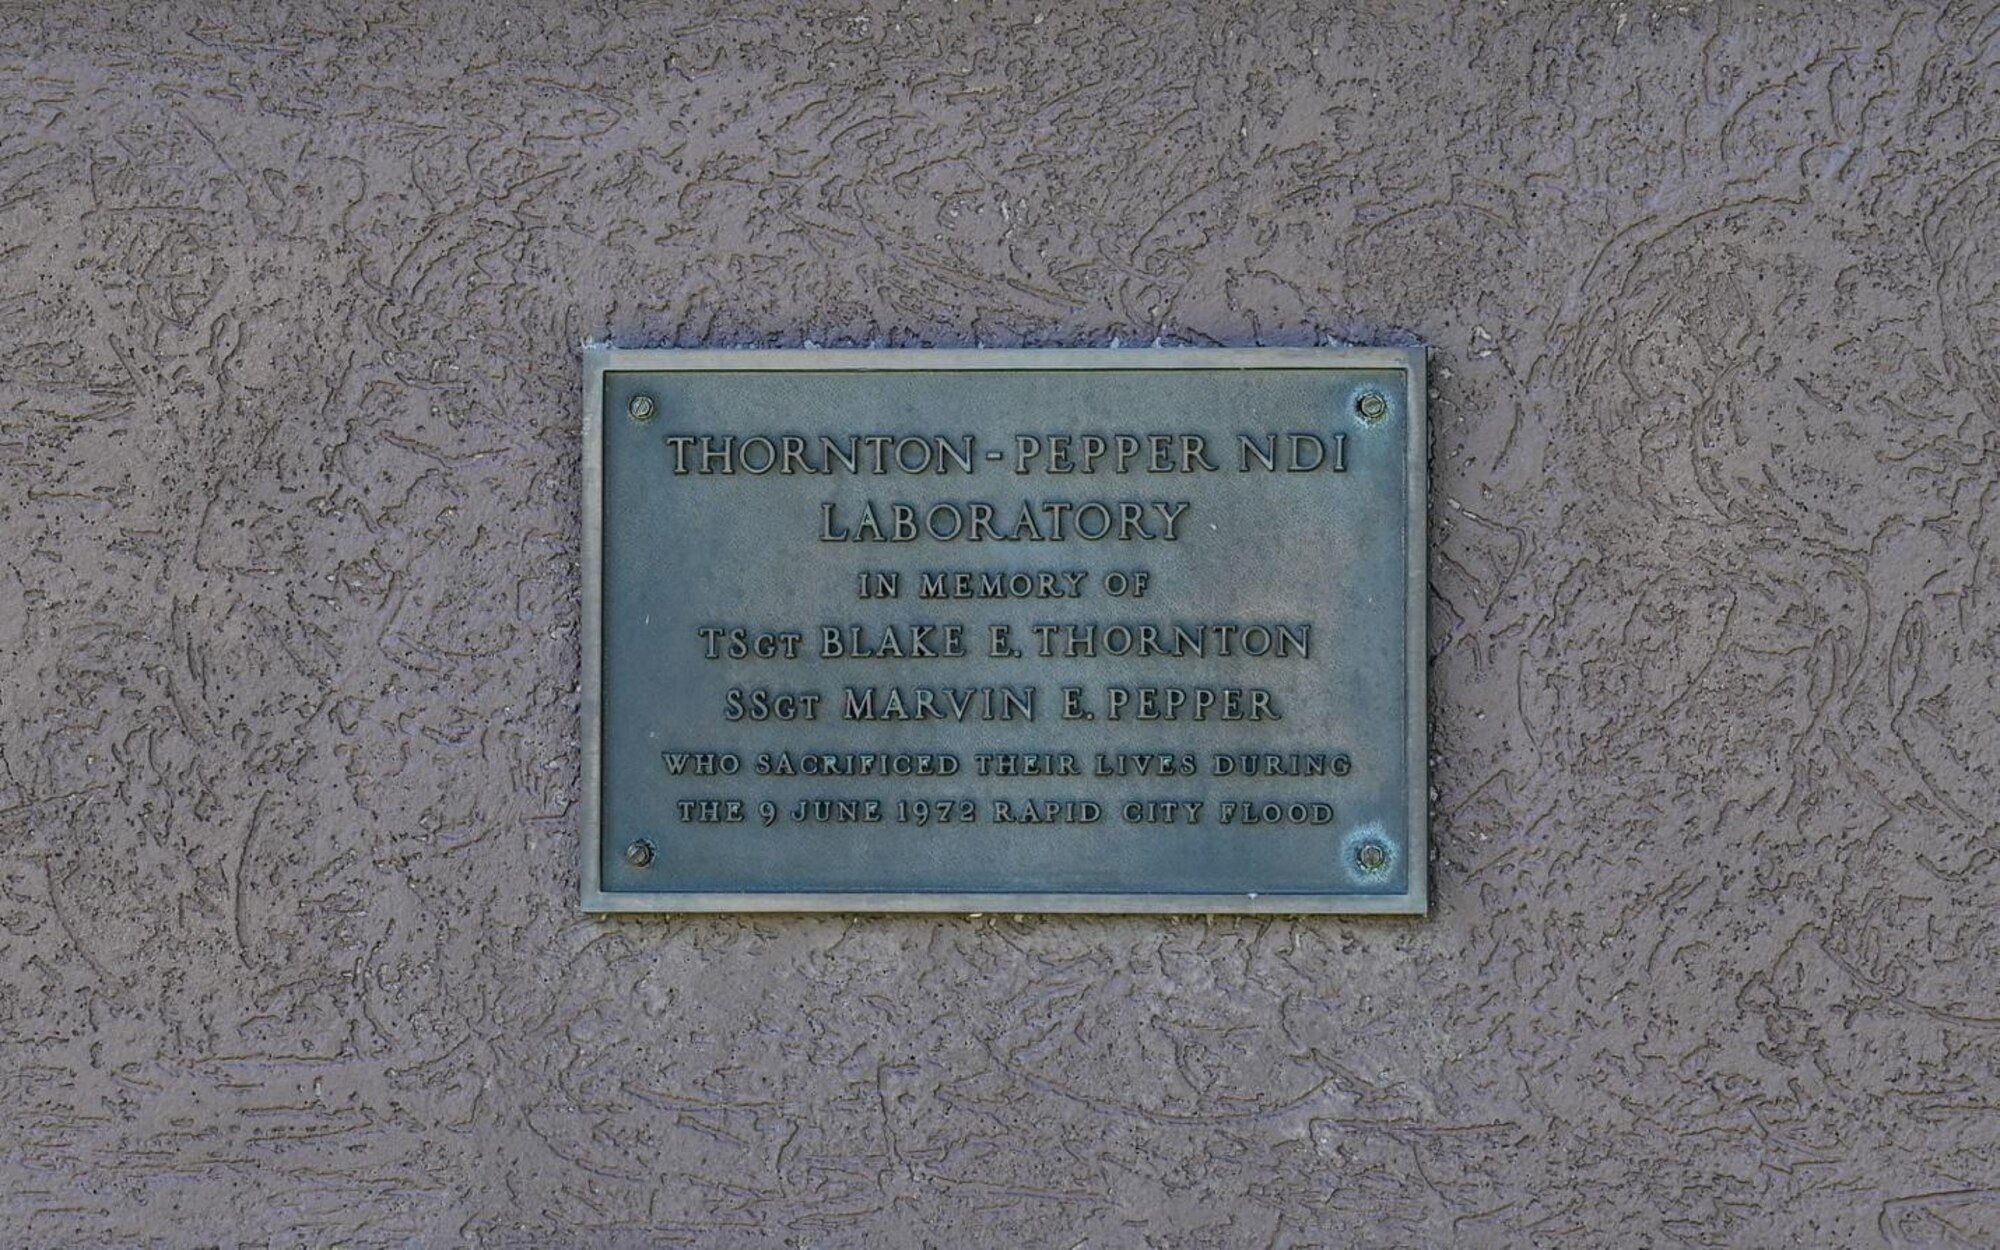 THORNTON-PEPPER NDI
LABORATORY
IN MEMORY OF
TSGT BLAKE E. THORNTON
SSGT MARVIN E. PEPPER
WHO SACRIFICED THEIR LIVES DURING
THE 9 JUNE 1972 RAPID CITY FLOOD